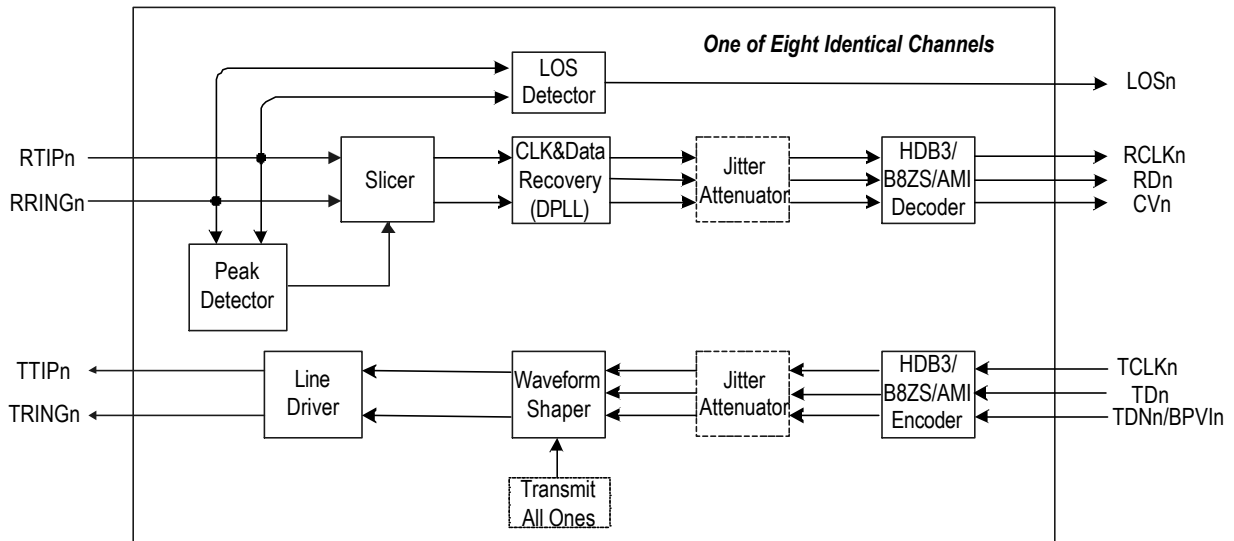 One of Eight Identical Channels
LOS
Detector
LOSn
RTIPn
RRINGn
Slicer
CLK&Data
Recovery
(DPLL)
Jitter
Attenuator
HDB3/
B8ZS/AMI
Decoder
RCLKn
RDn
CVn
Peak
Detector
TTIPn
TRINGn
Line
Driver
Waveform
Shaper
Jitter
Attenuator
HDB3/
B8ZS/AMI
Encoder
TCLKn
TDn
TDNn/BPVIn
Transmit
All Ones